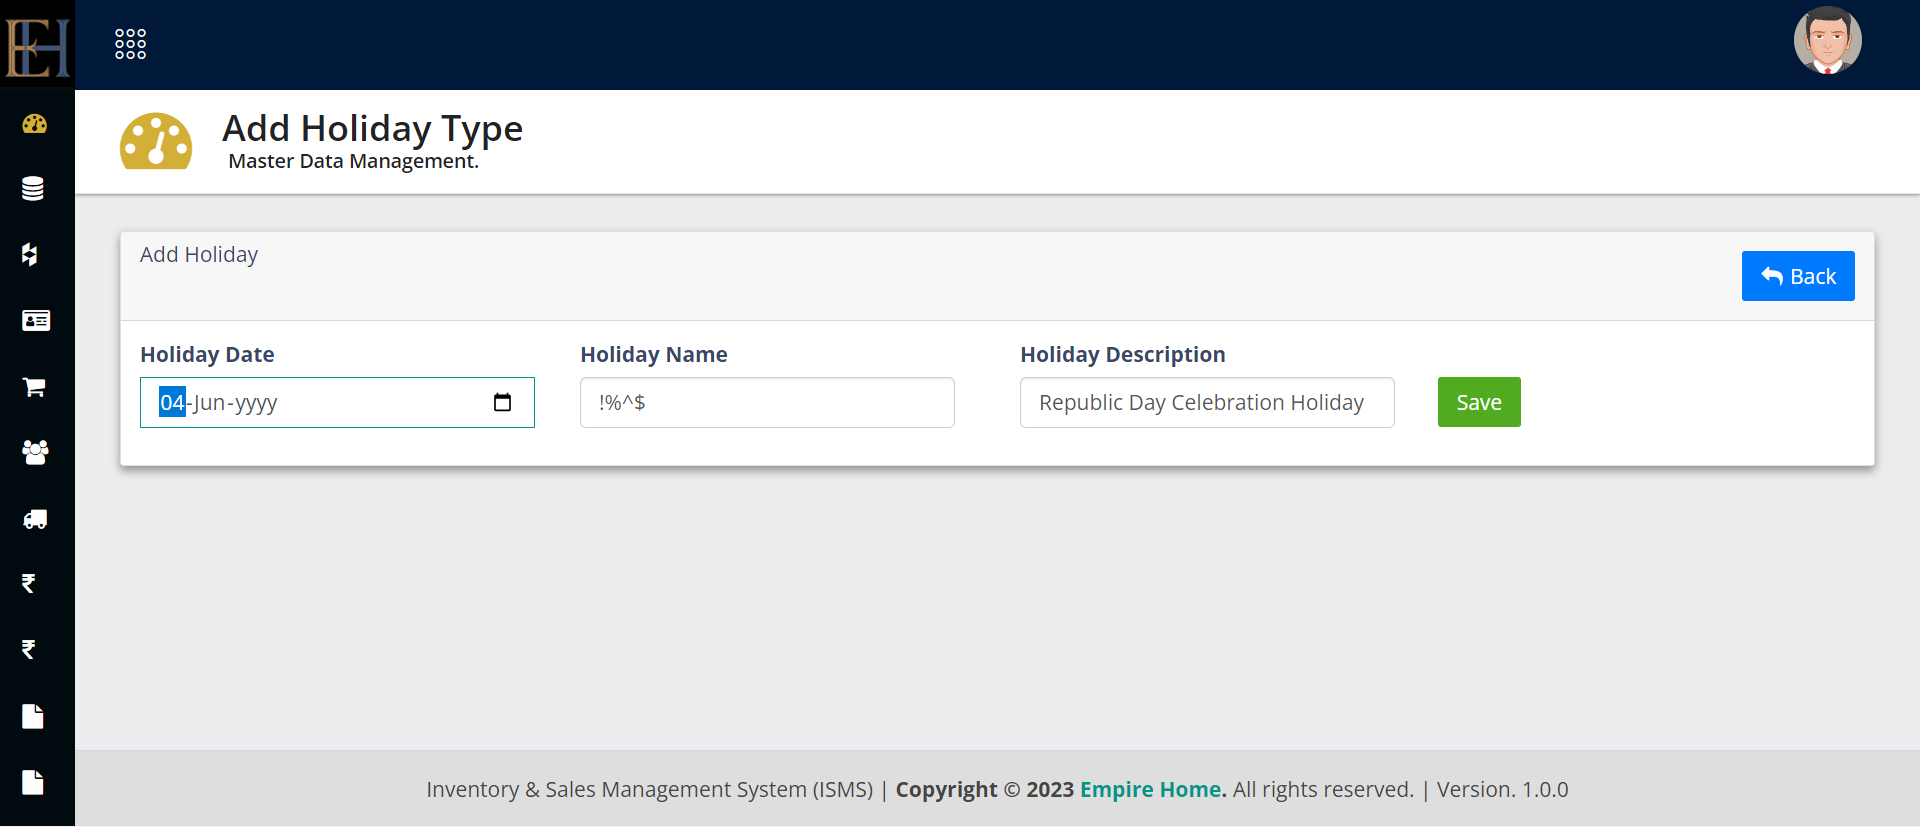 EH
Add Holiday Type
Master Data Management.
Add Holiday
Back
Holiday Date
Holiday Name
Holiday Description
04-Jun-yyyy
!%^$
Republic Day Celebration Holiday
Save
₹
₹
Inventory & Sales Management System (ISMS) | Copyright © 2023 Empire Home. All rights reserved. | Version. 1.0.0